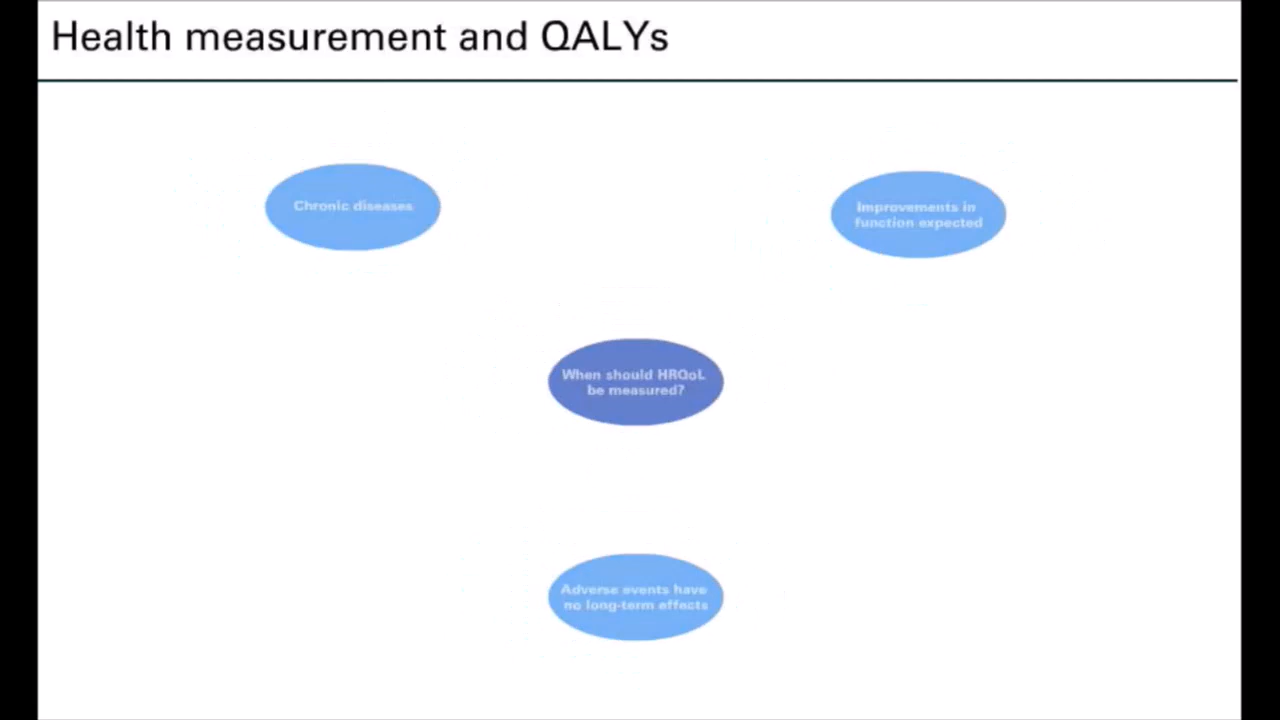 Health measurement and QALYs
Chronic diseases
Improvements in
function expected
When should HRQoL
be measured?
Adverse events have
no long-term effects